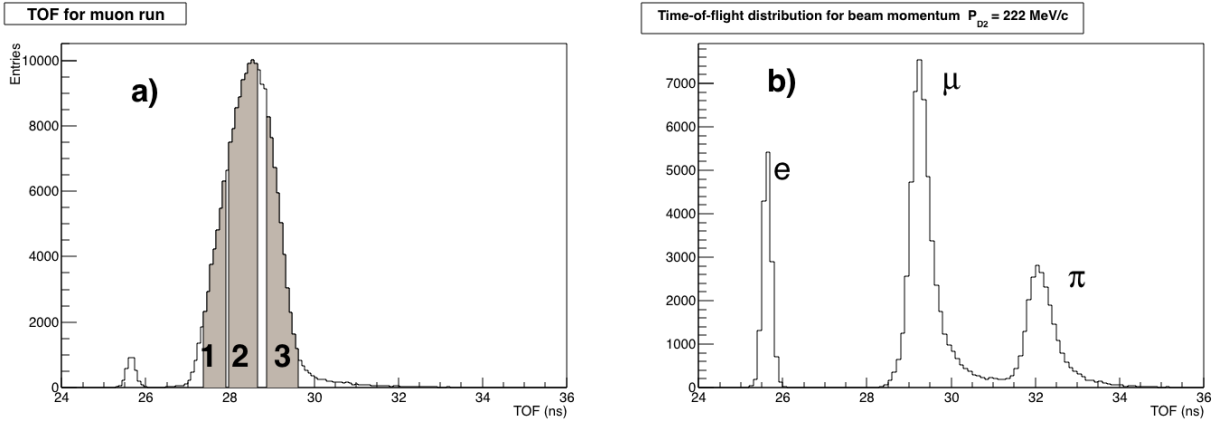 TOF for muon run
Entries
10000
8000
6000
4000
2000
0
a)
1 2 3
24 26 28 30 32 34 36
TOF (ns)
Time-of-flight distribution for beam momentum P_D2 = 222 MeV/c
7000
6000
5000
4000
3000
2000
1000
0
b)
e
μ
π
24 26 28 30 32 34 36
TOF (ns)